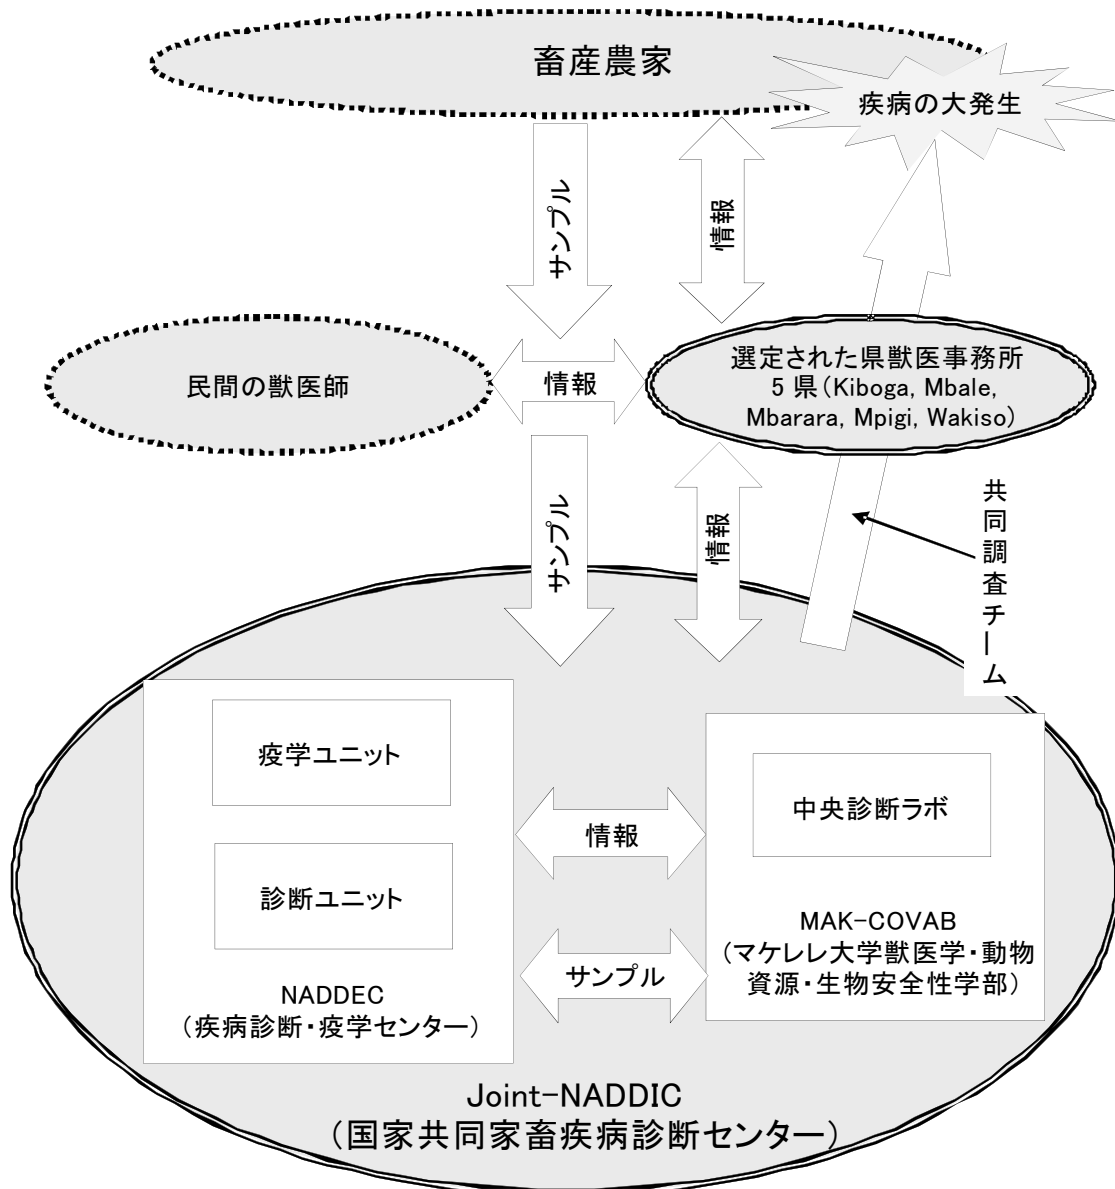 畜産農家
疾病の大発生
サンプル
情報
民間の獣医師
情報
選定された県獣医事務所
5 県（Kiboga, Mbale,
Mbarara, Mpigi, Wakiso）
サンプル
情報
共同調査チーム
疫学ユニット
診断ユニット
NADDEC
（疾病診断・疫学センター）
情報
サンプル
中央診断ラボ
MAK-COVAB
（マケレレ大学獣医学・動物
資源・生物安全性学部）
Joint-NADDIC
（国家共同家畜疾病診断センター）